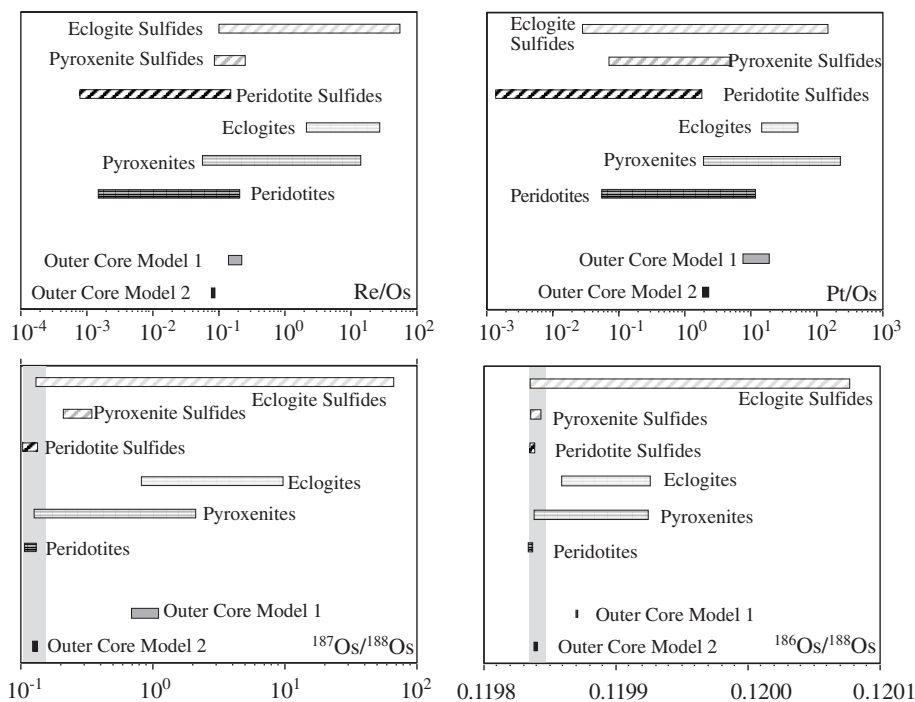 Eclogite Sulfides
Pyroxenite Sulfides
Peridotite Sulfides
Eclogites
Pyroxenites
Peridotites
Outer Core Model 1
Outer Core Model 2
Re/Os
10⁻⁴ 10⁻³ 10⁻² 10⁻¹ 10⁰ 10¹ 10²
Eclogite
Sulfides
Pyroxenite Sulfides
Peridotite Sulfides
Eclogites
Pyroxenites
Peridotites
Outer Core Model 1
Outer Core Model 2
Pt/Os
10⁻³ 10⁻² 10⁻¹ 10⁰ 10¹ 10² 10³
Eclogite Sulfides
Pyroxenite Sulfides
Peridotite Sulfides
Eclogites
Pyroxenites
Peridotites
Outer Core Model 1
Outer Core Model 2
¹⁸⁷Os/¹⁸⁸Os
10⁻¹ 10⁰ 10¹ 10²
Eclogite Sulfides
Pyroxenite Sulfides
Peridotite Sulfides
Eclogites
Pyroxenites
Peridotites
Outer Core Model 1
Outer Core Model 2
¹⁸⁶Os/¹⁸⁸Os
0.1198 0.1199 0.1200 0.1201